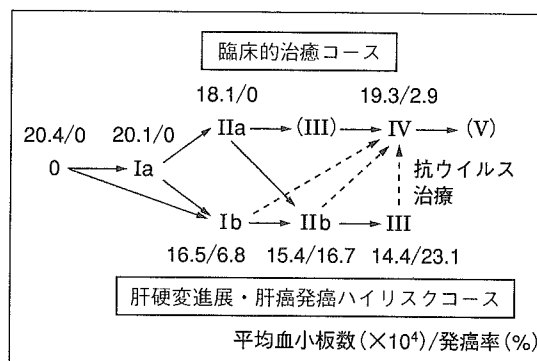 臨床的治癒コース
18.1/0 19.3/2.9
20.4/0 20.1/0 IIa (III) IV (V)
0 Ia 抗ウイルス
治療
Ib IIb III
16.5/6.8 15.4/16.7 14.4/23.1
肝硬変進展・肝癌発癌ハイリスクコース
平均血小板数(×10⁴)/発癌率(%)